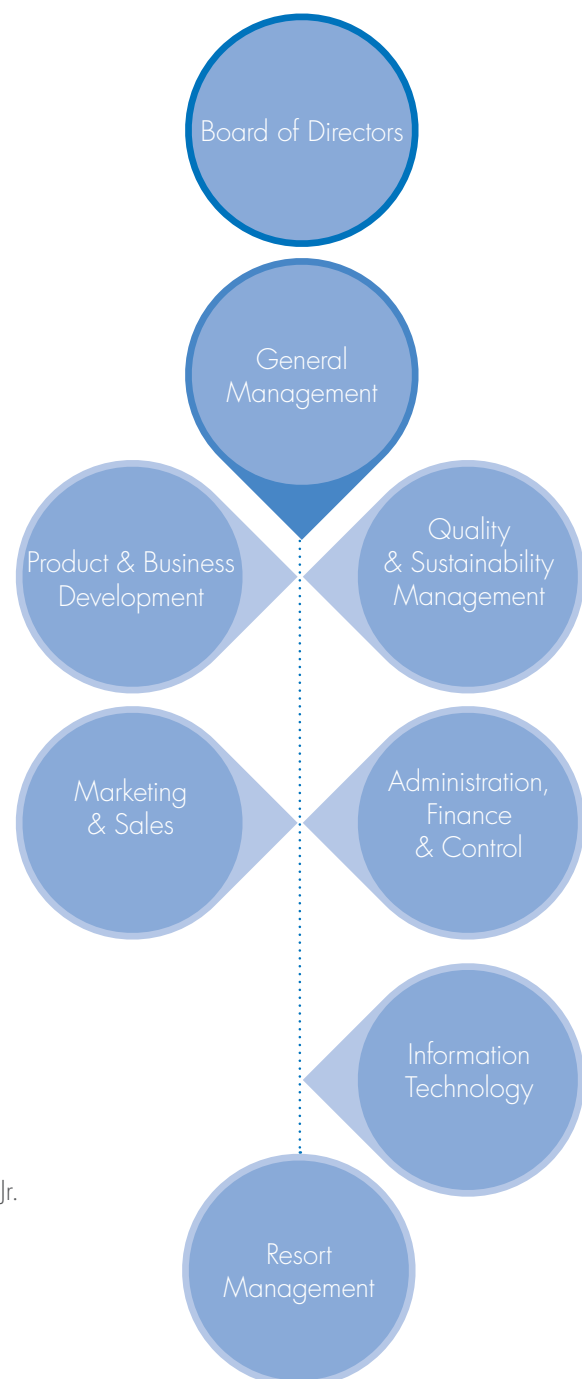 Board of Directors
General
Management
Product & Business
Development
Quality
& Sustainability
Management
Marketing
& Sales
Administration,
Finance
& Control
Information
Technology
Jr.
Resort
Management